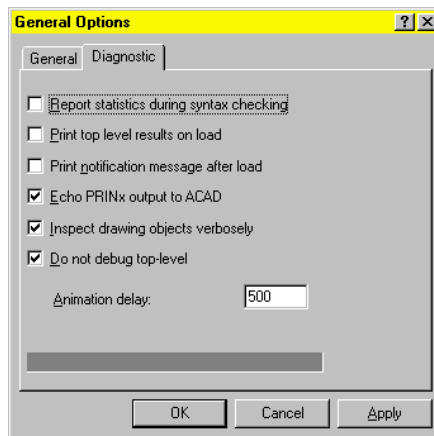 General Options
General Diagnostic
Report statistics during syntax checking
Print top level results on load
Print notification message after load
Echo PRINx output to ACAD
Inspect drawing objects verbosely
Do not debug top-level
Animation delay: 500
OK Cancel Apply